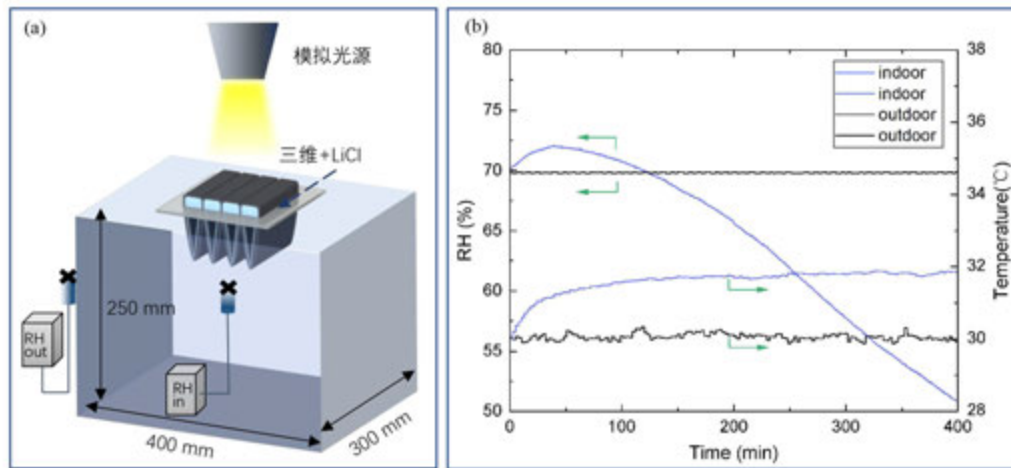 (a)
模拟光源
三维+LiCl
250 mm
RH
out
RH
in
400 mm
300 mm
(b)
80
75
70
65
60
55
50
RH (%)
38
36
34
32
30
28
Temperature(℃)
indoor
indoor
outdoor
outdoor
0
100
200
300
400
Time (min)